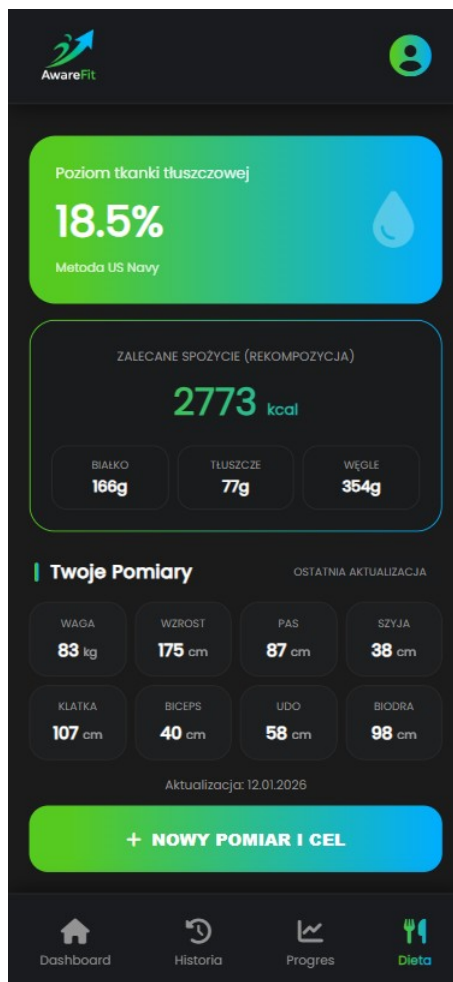 AwareFit
Poziom tkanki tłuszczowej
18.5%
Metoda US Navy
ZALECANE SPOŻYCIE (REKOMPOZYCJA)
2773 kcal
BIAŁKO TŁUSZCZE WĘGLE
166g 77g 354g
Twoje Pomiary OSTATNIA AKTUALIZACJA
WAGA WZROST PAS SZYJA
83 kg 175 cm 87 cm 38 cm
KLATKA BICEPS UDO BIODRA
107 cm 40 cm 58 cm 98 cm
Aktualizacja: 12.01.2026
+ NOWY POMIAR I CEL
Dashboard Historia Progres Dieta